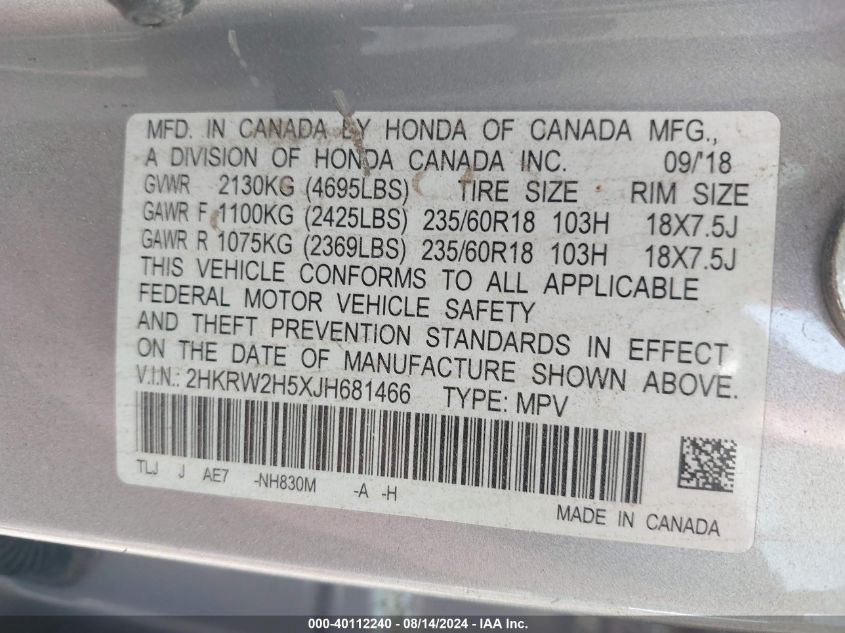 MFD. IN CANADA BY HONDA OF CANADA MFG.,
A DIVISION OF HONDA CANADA INC. 09/'18
GVWR 2130KG (4695LBS) TIRE SIZE RIM SIZE
GAWR F 1100KG (2425LBS) 235/60R18 103H 18X7.5J
GAWR R 1075KG (2369LBS) 235/60R18 103H 18X7.5J
THIS VEHICLE CONFORMS TO ALL APPLICABLE
FEDERAL MOTOR VEHICLE SAFETY
AND THEFT PREVENTION STANDARDS IN EFFECT
ON THE DATE OF MANUFACTURE SHOWN ABOVE.
V.I.N.: 2HKRW2H5XJH681466 TYPE: MPV
TLJ J AE7 -NH830M -A -H
MADE IN CANADA
000-40112240 - 08/14/2024 - IAA Inc.